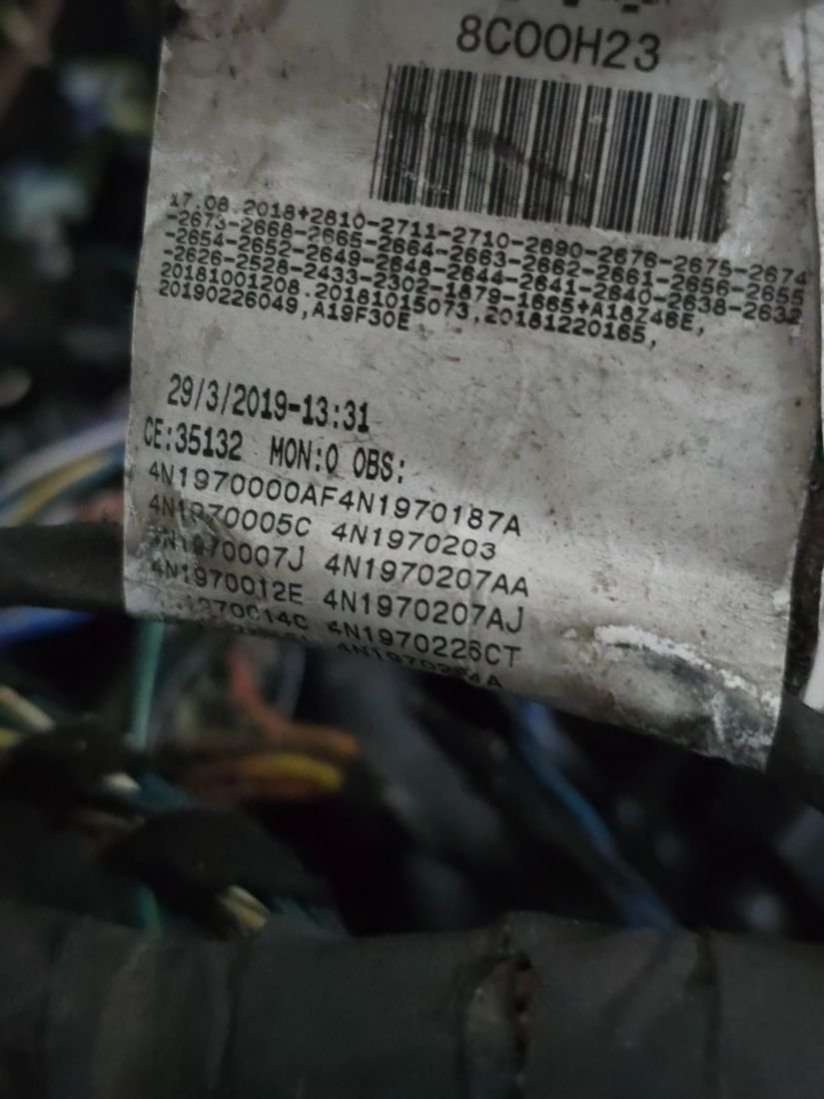 8C00H23
17.08.2018+2810-2711-2710-2690-2676-2675-2674
-2673-2668-2665-2664-2663-2662-2661-2656-2655
-2654-2652-2649-2648-2644-2641-2640-2638-2632
-2626-2528-2433-2302-1879-1665+A18Z46E,
20181001208,20181015073,20181220165,
20190226049,A19F30E
29/3/2019-13:31
CE:35132 MON:0 OBS:
4N1970000AF4N1970187A
4N1970005C 4N1970203
4N1970007J 4N1970207AA
4N1970012E 4N1970207AJ
4N1970226CT